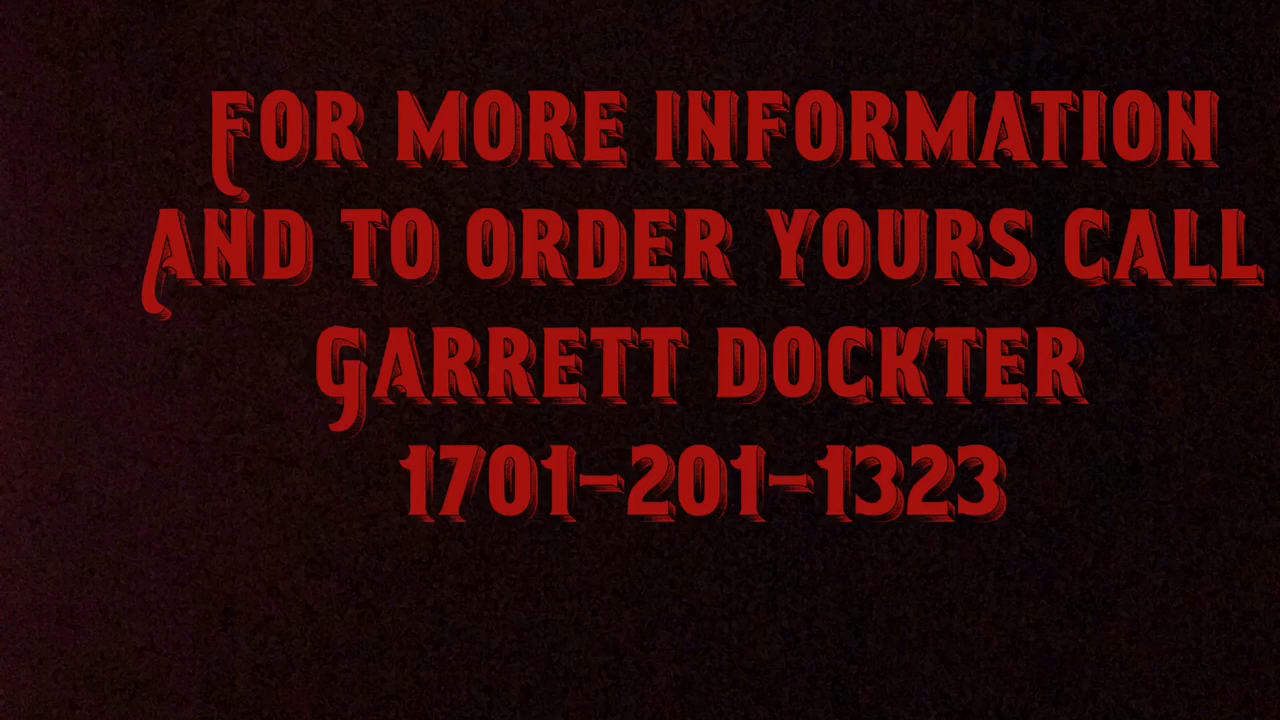 FOR MORE INFORMATION
AND TO ORDER YOURS CALL
GARRETT DOCKTER
1701-201-1323